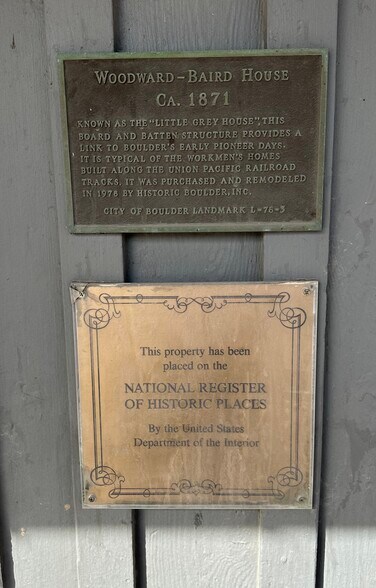 WOODWARD-BAIRD HOUSE
CA. 1871
KNOWN AS THE "LITTLE GREY HOUSE", THIS
BOARD AND BATTEN STRUCTURE PROVIDES A
LINK TO BOULDER'S EARLY PIONEER DAYS.
IT IS TYPICAL OF THE WORKMEN'S HOMES
BUILT ALONG THE UNION PACIFIC RAILROAD
TRACKS. IT WAS PURCHASED AND REMODELED
IN 1978 BY HISTORIC BOULDER, INC.
CITY OF BOULDER LANDMARK L-76-3
This property has been
placed on the
NATIONAL REGISTER
OF HISTORIC PLACES
By the United States
Department of the Interior